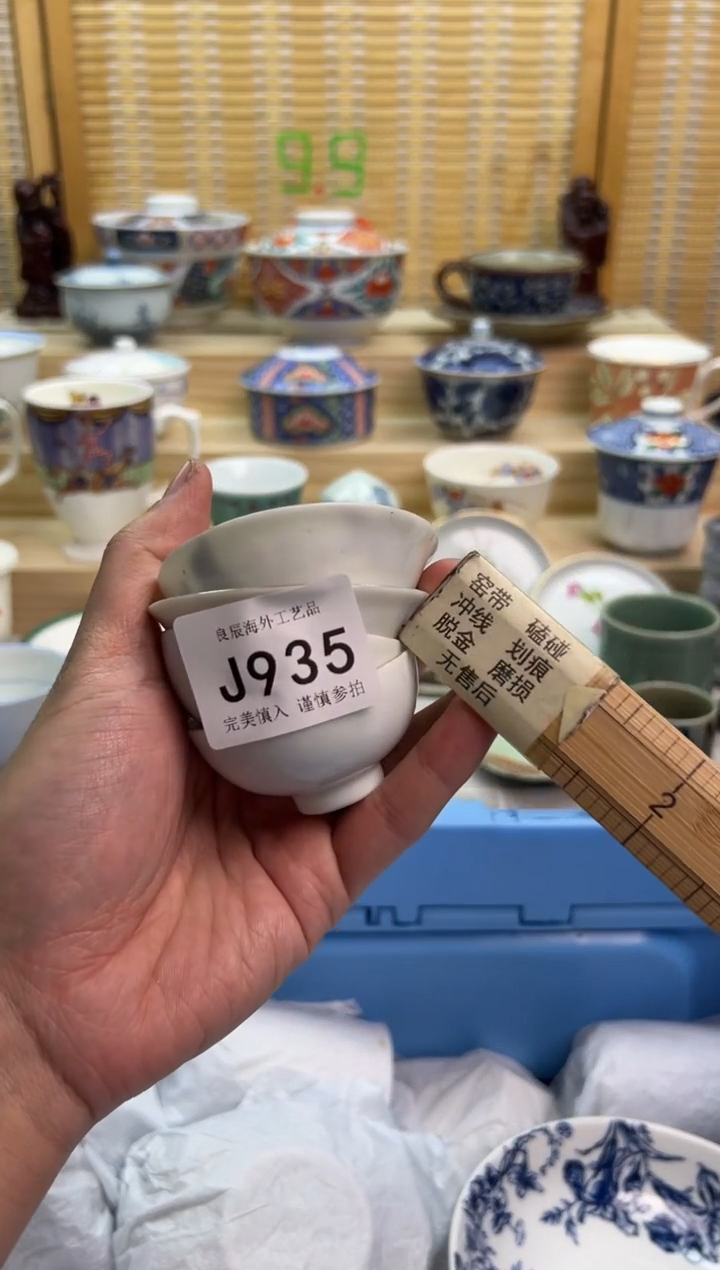 9.9
良辰海外工艺品
J935
完美慎入 谨慎参拍
窑带 磕碰
冲线 划痕
脱金 磨损
无售后
2